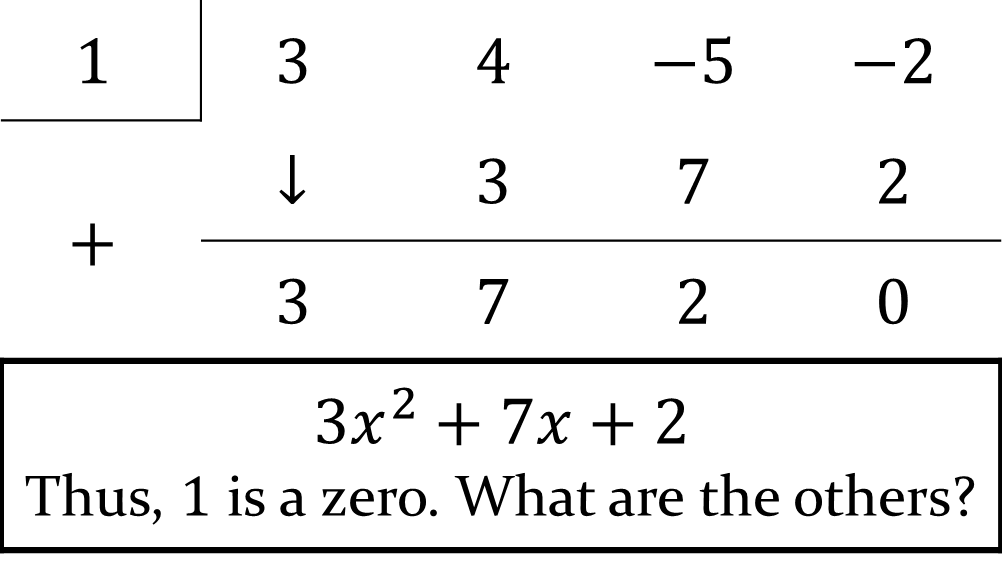 1 3 4 −5 −2
↓ 3 7 2
+
3 7 2 0
3x² + 7x + 2
Thus, 1 is a zero. What are the others?